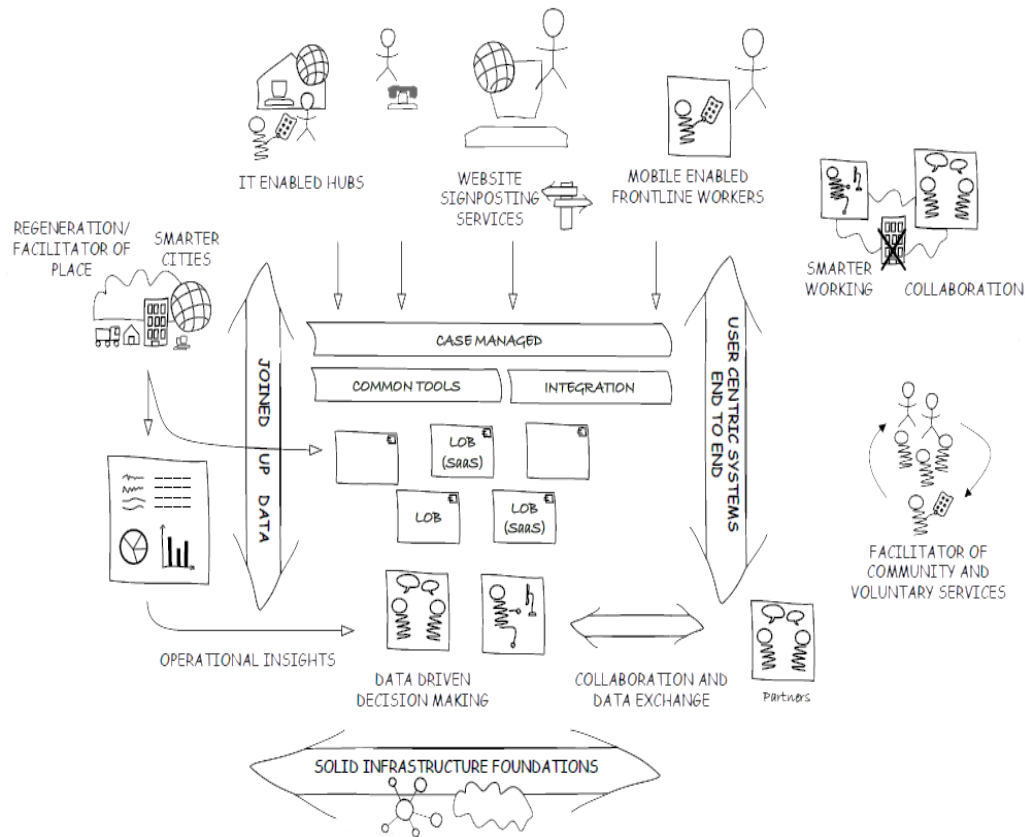 IT ENABLED HUBS
WEBSITE
SIGNPOSTING
SERVICES
MOBILE ENABLED
FRONTLINE WORKERS
SMARTER
WORKING
COLLABORATION
REGENERATION/
FACILITATOR OF
PLACE
SMARTER
CITIES
JOINED UP DATA
CASE MANAGED
COMMON TOOLS
INTEGRATION
LOB
(SaaS)
LOB
LOB
(SaaS)
USER CENTRIC SYSTEMS
END TO END
FACILITATOR OF
COMMUNITY AND
VOLUNTARY SERVICES
OPERATIONAL INSIGHTS
DATA DRIVEN
DECISION MAKING
COLLABORATION AND
DATA EXCHANGE
Partners
SOLID INFRASTRUCTURE FOUNDATIONS